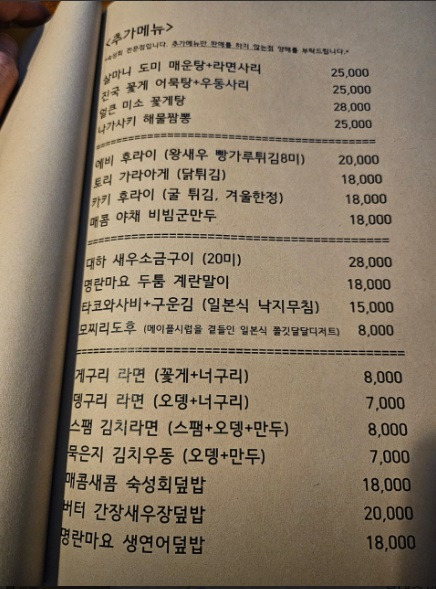 <추가메뉴>
*숙성회 전문점입니다. 추가메뉴만 판매를 하지 않는점 양해를 부탁드립니다.*
살마니 도미 매운탕+라면사리 25,000
진국 꽃게 어묵탕+우동사리 25,000
얼큰 미소 꽃게탕 28,000
나가사키 해물짬뽕 25,000
에비 후라이 (왕새우 빵가루튀김8미) 20,000
토리 가라아게 (닭튀김) 18,000
카키 후라이 (굴 튀김, 겨울한정) 18,000
매콤 야채 비빔군만두 18,000
대하 새우소금구이 (20미) 28,000
명란마요 두툼 계란말이 18,000
타코와사비+구운김 (일본식 낙지무침) 15,000
모찌리도후 (메이플시럽을 곁들인 일본식 쫄깃달달디저트) 8,000
게구리 라면 (꽃게+너구리) 8,000
뎅구리 라면 (오뎅+너구리) 7,000
스팸 김치라면 (스팸+오뎅+만두) 8,000
묵은지 김치우동 (오뎅+만두) 7,000
매콤새콤 숙성회덮밥 18,000
버터 간장새우장덮밥 20,000
명란마요 생연어덮밥 18,000